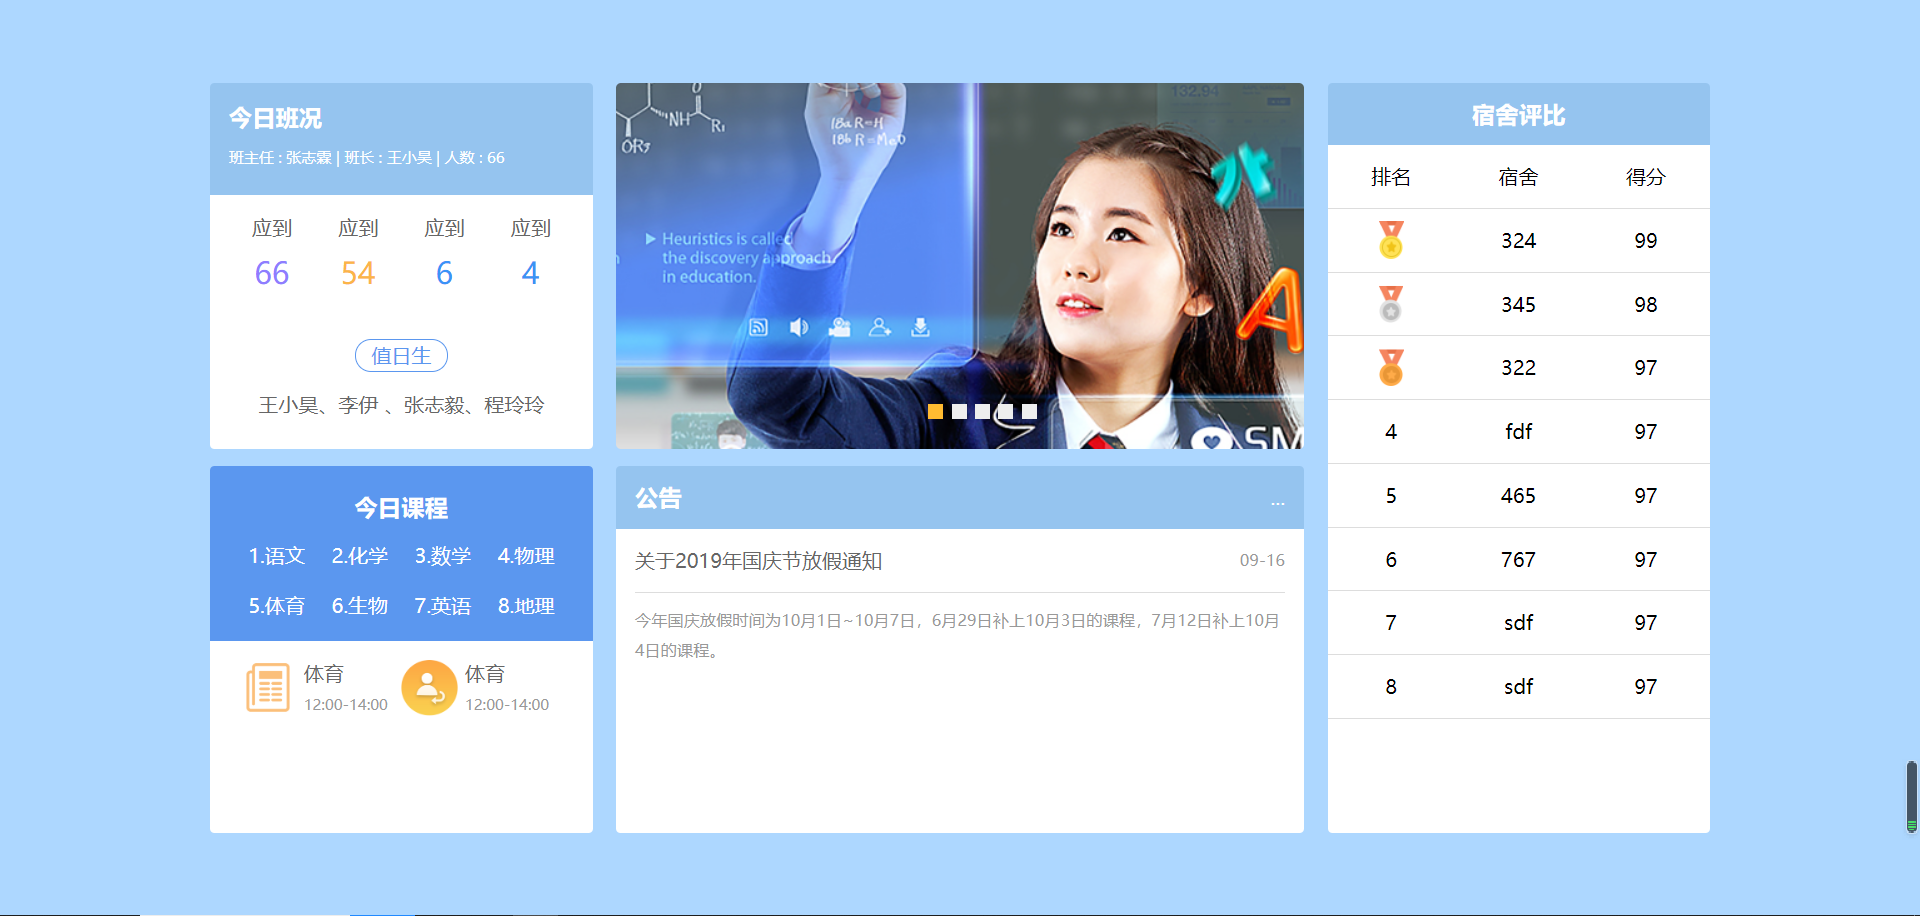 今日班况
班主任 : 张志霖 | 班长 : 王小昊 | 人数 : 66
应到 应到 应到 应到
66 54 6 4
值日生
王小昊、李伊 、张志毅、程玲玲
今日课程
1.语文 2.化学 3.数学 4.物理
5.体育 6.生物 7.英语 8.地理
体育
12:00-14:00
体育
12:00-14:00
NH
R₁
OR₃
18a R=H
18b R=MeO
132.94
Heuristics is called
the discovery approach
in education.
A
SM
公告
...
关于2019年国庆节放假通知 09-16
今年国庆放假时间为10月1日~10月7日，6月29日补上10月3日的课程，7月12日补上10月
4日的课程。
宿舍评比
排名 宿舍 得分
324 99
345 98
322 97
4 fdf 97
5 465 97
6 767 97
7 sdf 97
8 sdf 97